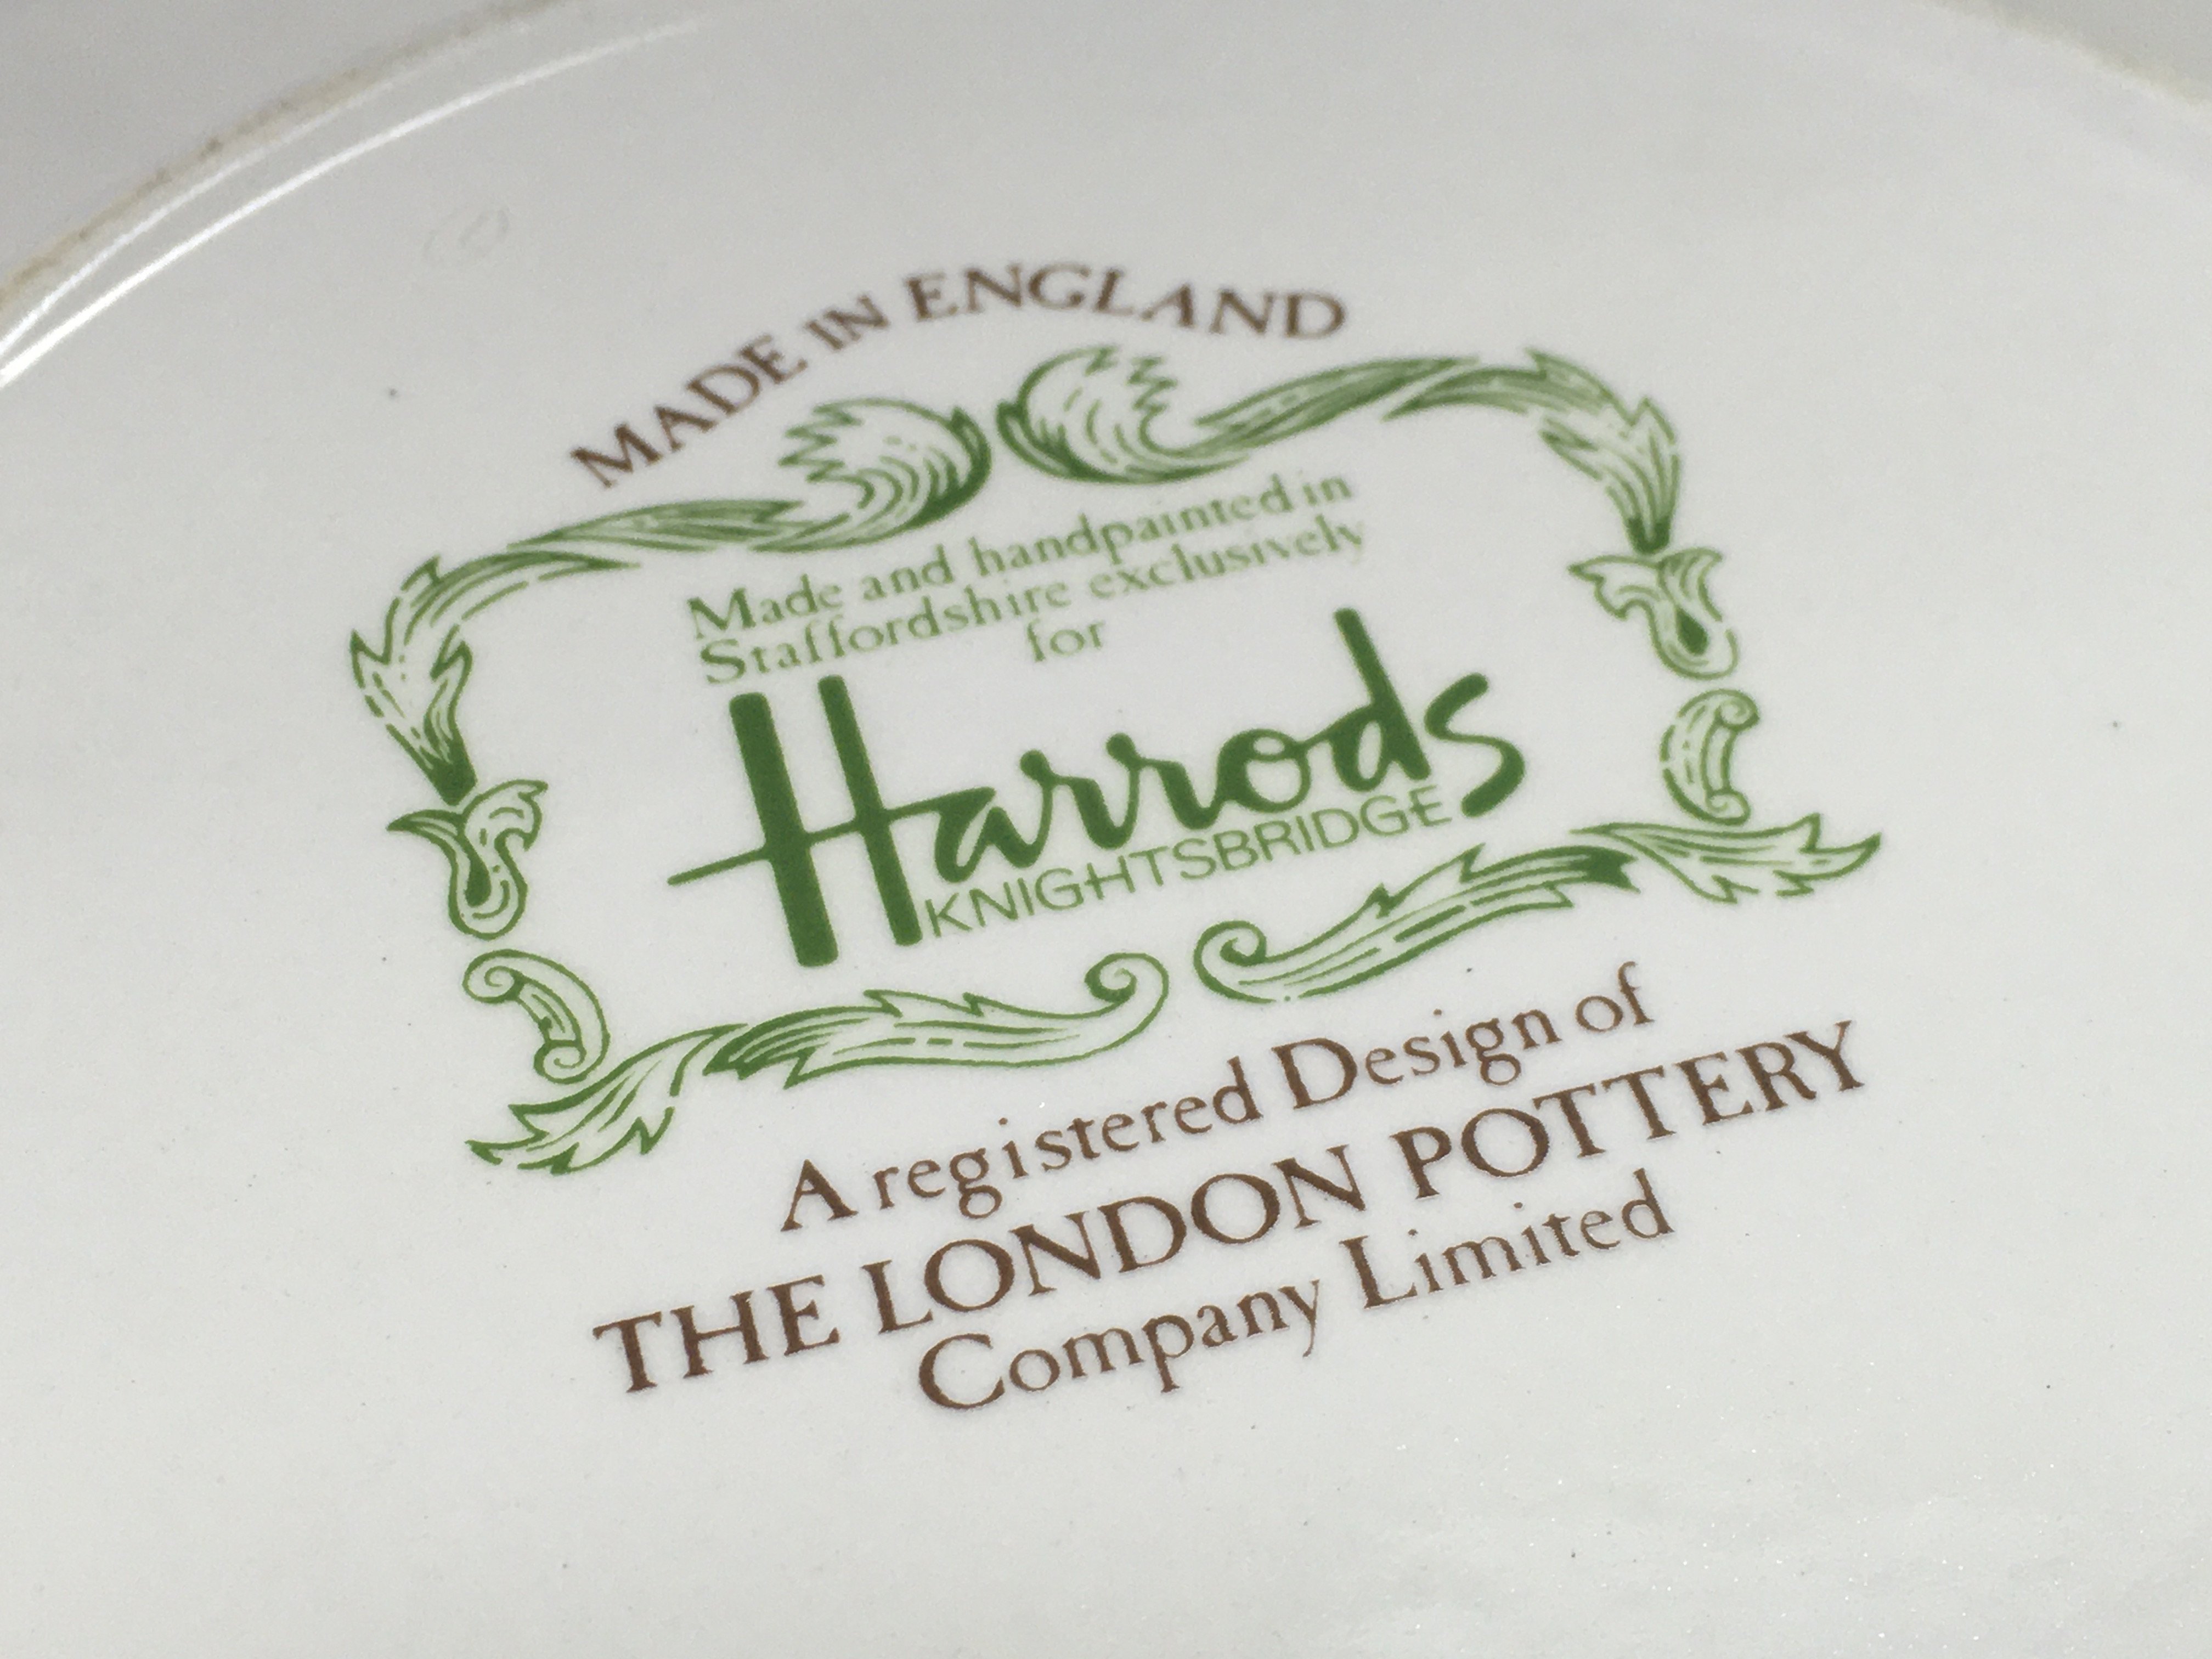 MADE IN ENGLAND
Made and handpainted in
Staffordshire exclusively
for
Harrods
KNIGHTSBRIDGE
A registered Design of
THE LONDON POTTERY
Company Limited